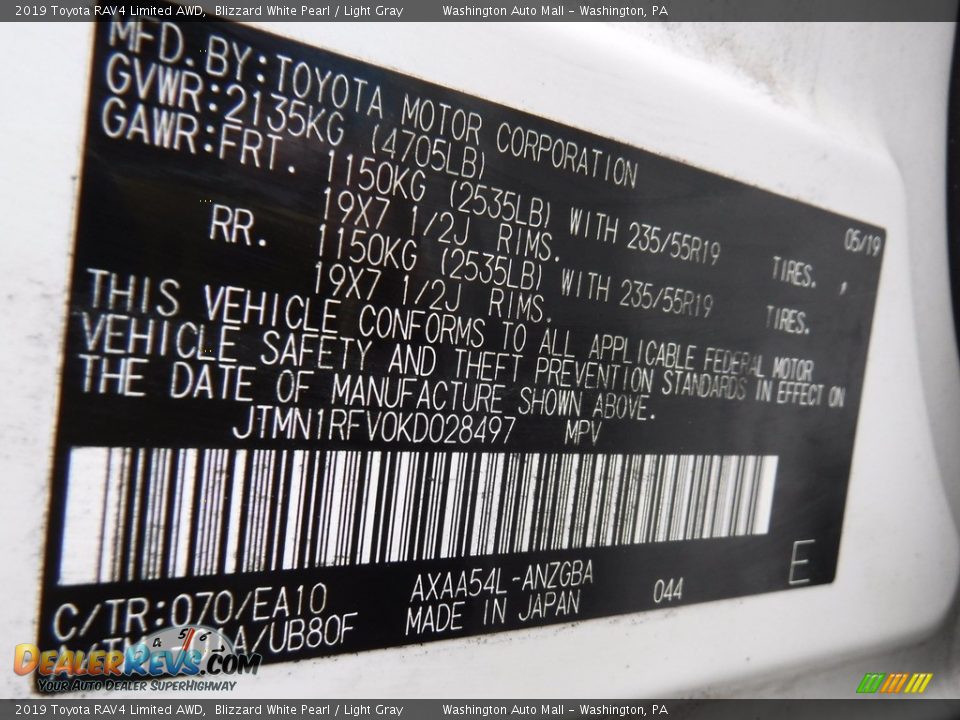 2019 Toyota RAV4 Limited AWD, Blizzard White Pearl / Light Gray Washington Auto Mall – Washington, PA
MFD. BY: TOYOTA MOTOR CORPORATION 05/19
GVWR: 2135KG (4705LB)
GAWR: FRT. 1150KG (2535LB) WITH 235/55R19 TIRES. ,
19X7 1/2J RIMS.
RR. 1150KG (2535LB) WITH 235/55R19 TIRES.
19X7 1/2J RIMS.
THIS VEHICLE CONFORMS TO ALL APPLICABLE FEDERAL MOTOR
VEHICLE SAFETY AND THEFT PREVENTION STANDARDS IN EFFECT ON
THE DATE OF MANUFACTURE SHOWN ABOVE.
JTMN1RFV0KD028497 MPV
C/TR: 070/EA10 AXAA54L-ANZGBA 044 E
A/UB80F MADE IN JAPAN
DealerRevs.com
Your Auto Dealer SuperHighway
2019 Toyota RAV4 Limited AWD, Blizzard White Pearl / Light Gray Washington Auto Mall – Washington, PA